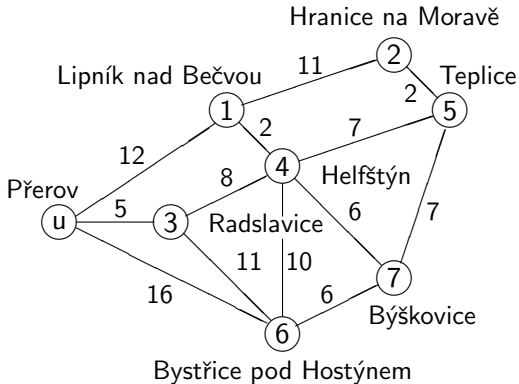 Hranice na Moravě
2
11
Lipník nad Bečvou
Teplice
2
1
5
2
7
12
4
Helfštýn
8
Přerov
5
u
3
Radslavice
6
7
11
10
7
16
6
6
Býškovice
Bystřice pod Hostýnem